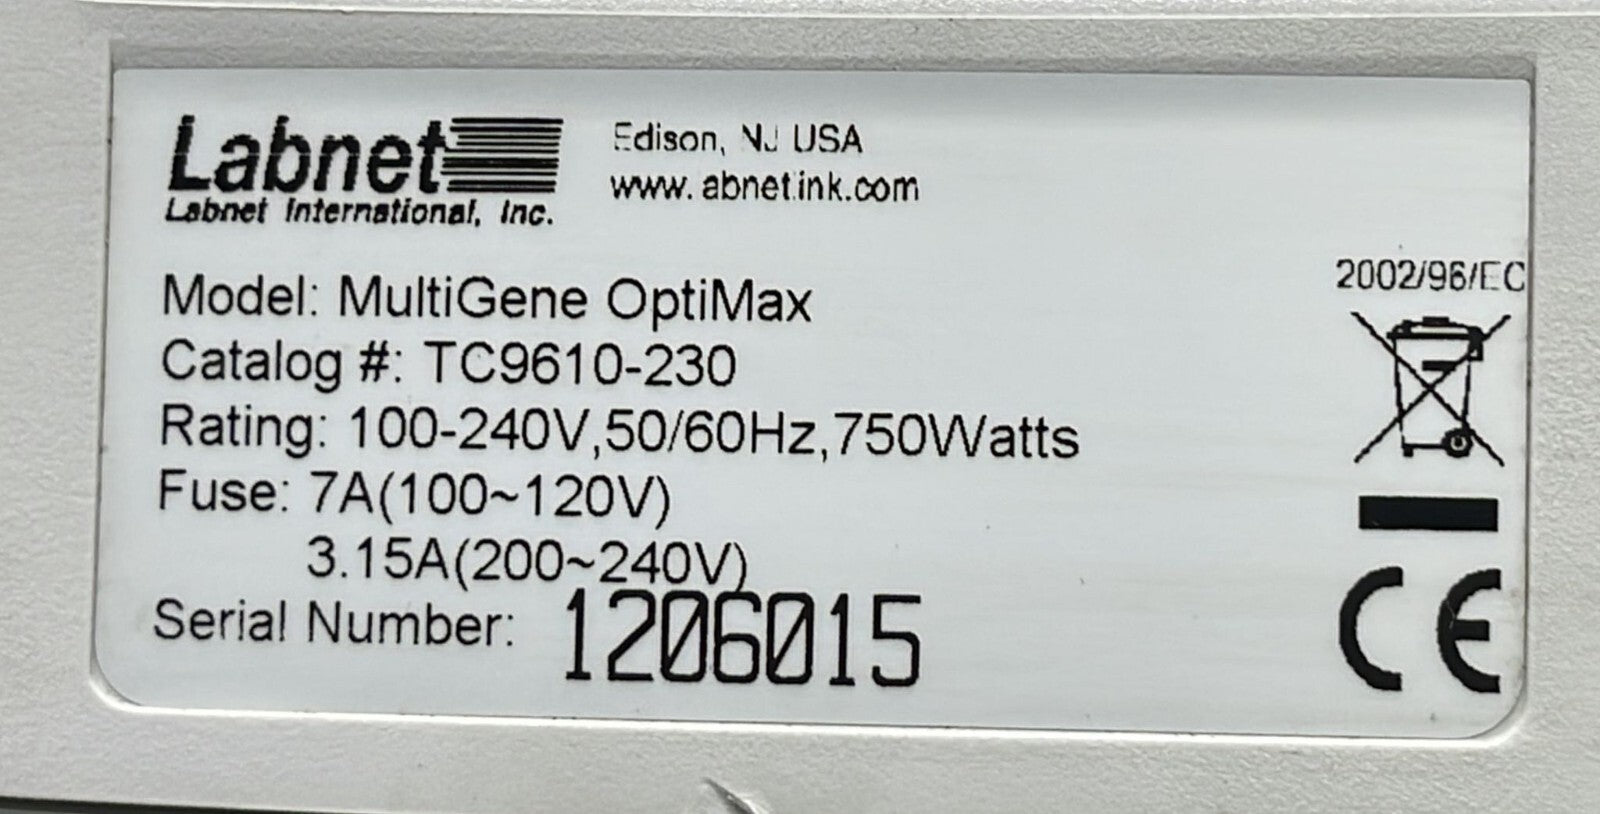 Labnet
Labnet International, Inc.
Edison, NJ USA
www.labnetlink.com
Model: MultiGene OptiMax
Catalog #: TC9610-230
Rating: 100-240V,50/60Hz,750Watts
Fuse: 7A(100~120V)
3.15A(200~240V)
Serial Number: 1206015
2002/96/EC
CE